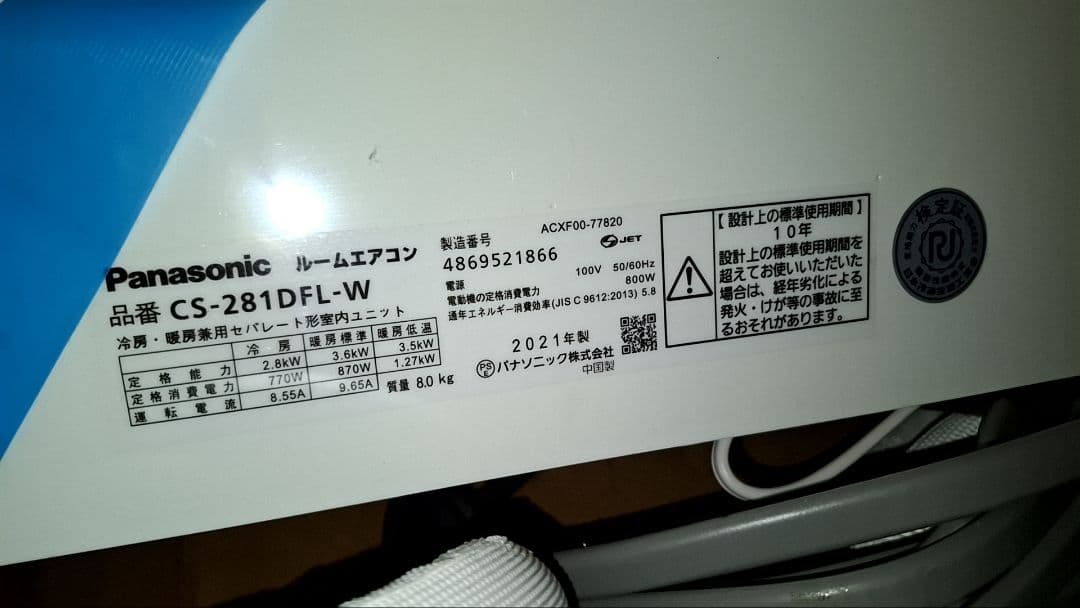 Panasonic ルームエアコン
品番 CS-281DFL-W
冷房・暖房兼用セパレート形室内ユニット
冷房 暖房標準 暖房低温
定格能力 2.8kW 3.6kW 3.5kW
定格消費電力 770W 870W 1.27kW
運転電流 8.55A 9.65A
質量 8.0 kg
ACXF00-77820
製造番号
4869521866
JET
電源 100V 50/60Hz
電動機の定格消費電力 800W
通年エネルギー消費効率(JIS C 9612:2013) 5.8
2021年製
PSE パナソニック株式会社
中国製
【設計上の標準使用期間】
10年
設計上の標準使用期間を
超えてお使いいただいた
場合は、経年劣化による
発火・けが等の事故に至
るおそれがあります。